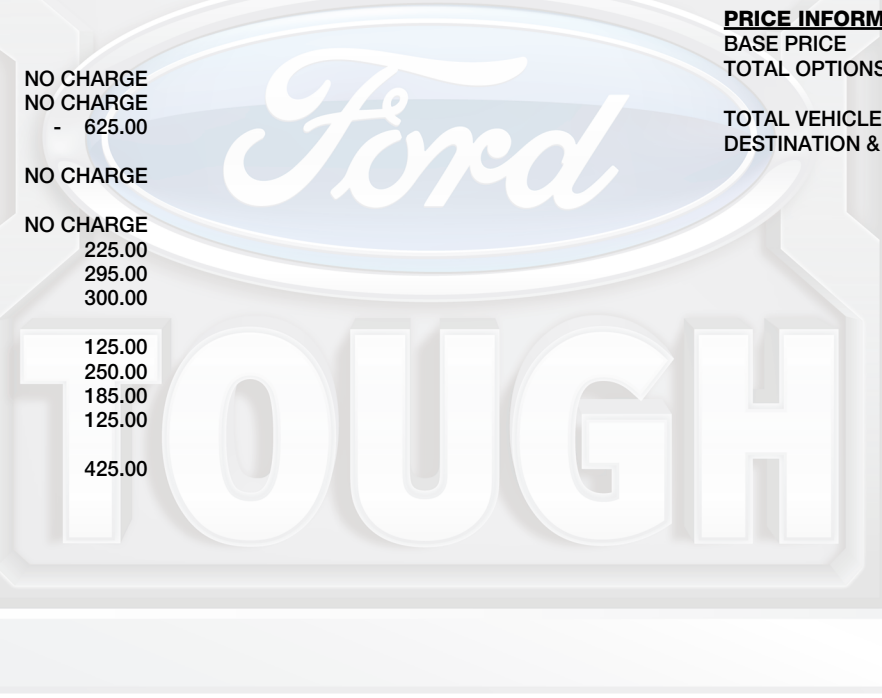 NO CHARGE
NO CHARGE
- 625.00
NO CHARGE
NO CHARGE
225.00
295.00
300.00
125.00
250.00
185.00
125.00
425.00
PRICE INFORM
BASE PRICE
TOTAL OPTIONS
TOTAL VEHICLE
DESTINATION &
Ford
TOUGH